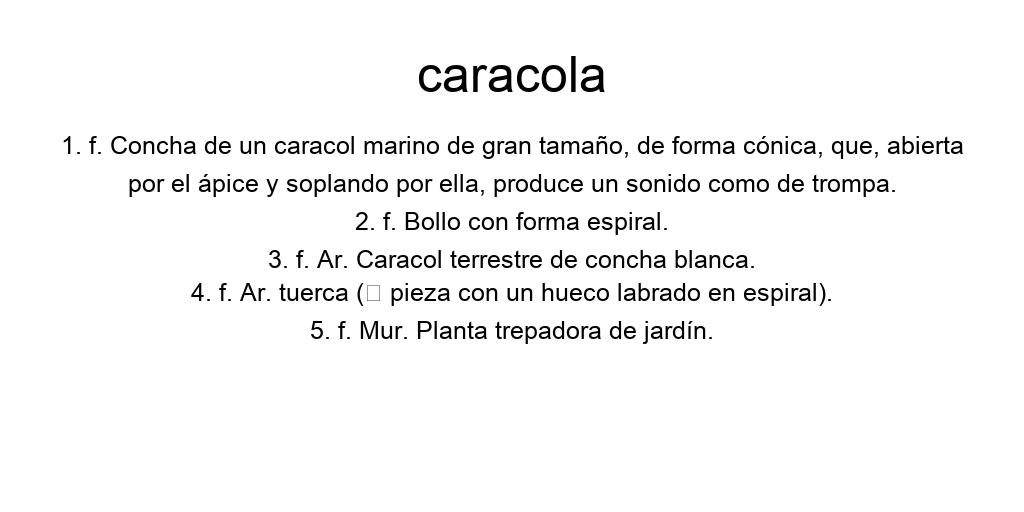 caracola
1. f. Concha de un caracol marino de gran tamaño, de forma cónica, que, abierta
por el ápice y soplando por ella, produce un sonido como de trompa.
2. f. Bollo con forma espiral.
3. f. Ar. Caracol terrestre de concha blanca.
4. f. Ar. tuerca (□ pieza con un hueco labrado en espiral).
5. f. Mur. Planta trepadora de jardín.